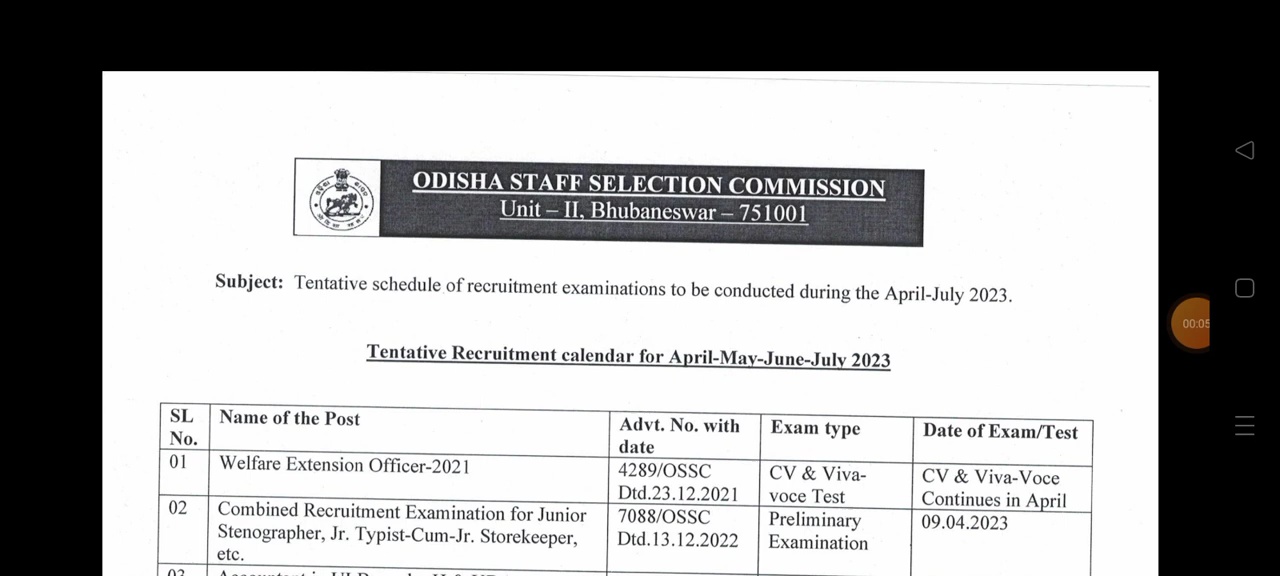 ODISHA STAFF SELECTION COMMISSION
Unit – II, Bhubaneswar – 751001
Subject: Tentative schedule of recruitment examinations to be conducted during the April-July 2023.
Tentative Recruitment calendar for April-May-June-July 2023
SL No. Name of the Post Advt. No. with date Exam type Date of Exam/Test
01 Welfare Extension Officer-2021 4289/OSSC Dtd.23.12.2021 CV & Viva-voce Test CV & Viva-Voce Continues in April
02 Combined Recruitment Examination for Junior Stenographer, Jr. Typist-Cum-Jr. Storekeeper, etc. 7088/OSSC Dtd.13.12.2022 Preliminary Examination 09.04.2023
00:05